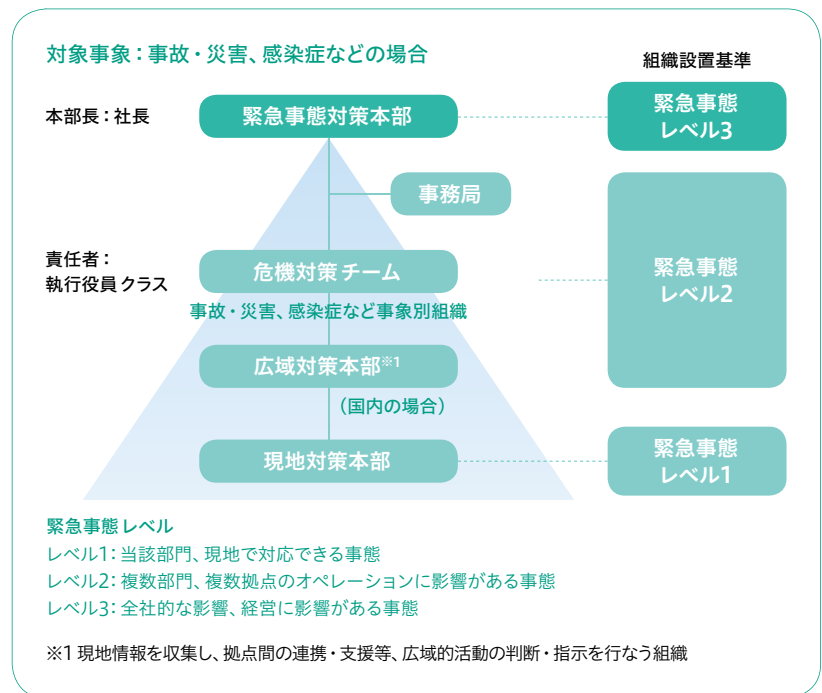 対象事象：事故・災害、感染症などの場合
組織設置基準
本部長：社長
緊急事態対策本部
緊急事態
レベル3
事務局
責任者：
執行役員クラス
危機対策チーム
事故・災害、感染症など事象別組織
緊急事態
レベル2
広域対策本部※1
（国内の場合）
現地対策本部
緊急事態
レベル1
緊急事態レベル
レベル1：当該部門、現地で対応できる事態
レベル2：複数部門、複数拠点のオペレーションに影響がある事態
レベル3：全社的な影響、経営に影響がある事態
※1 現地情報を収集し、拠点間の連携・支援等、広域的活動の判断・指示を行なう組織